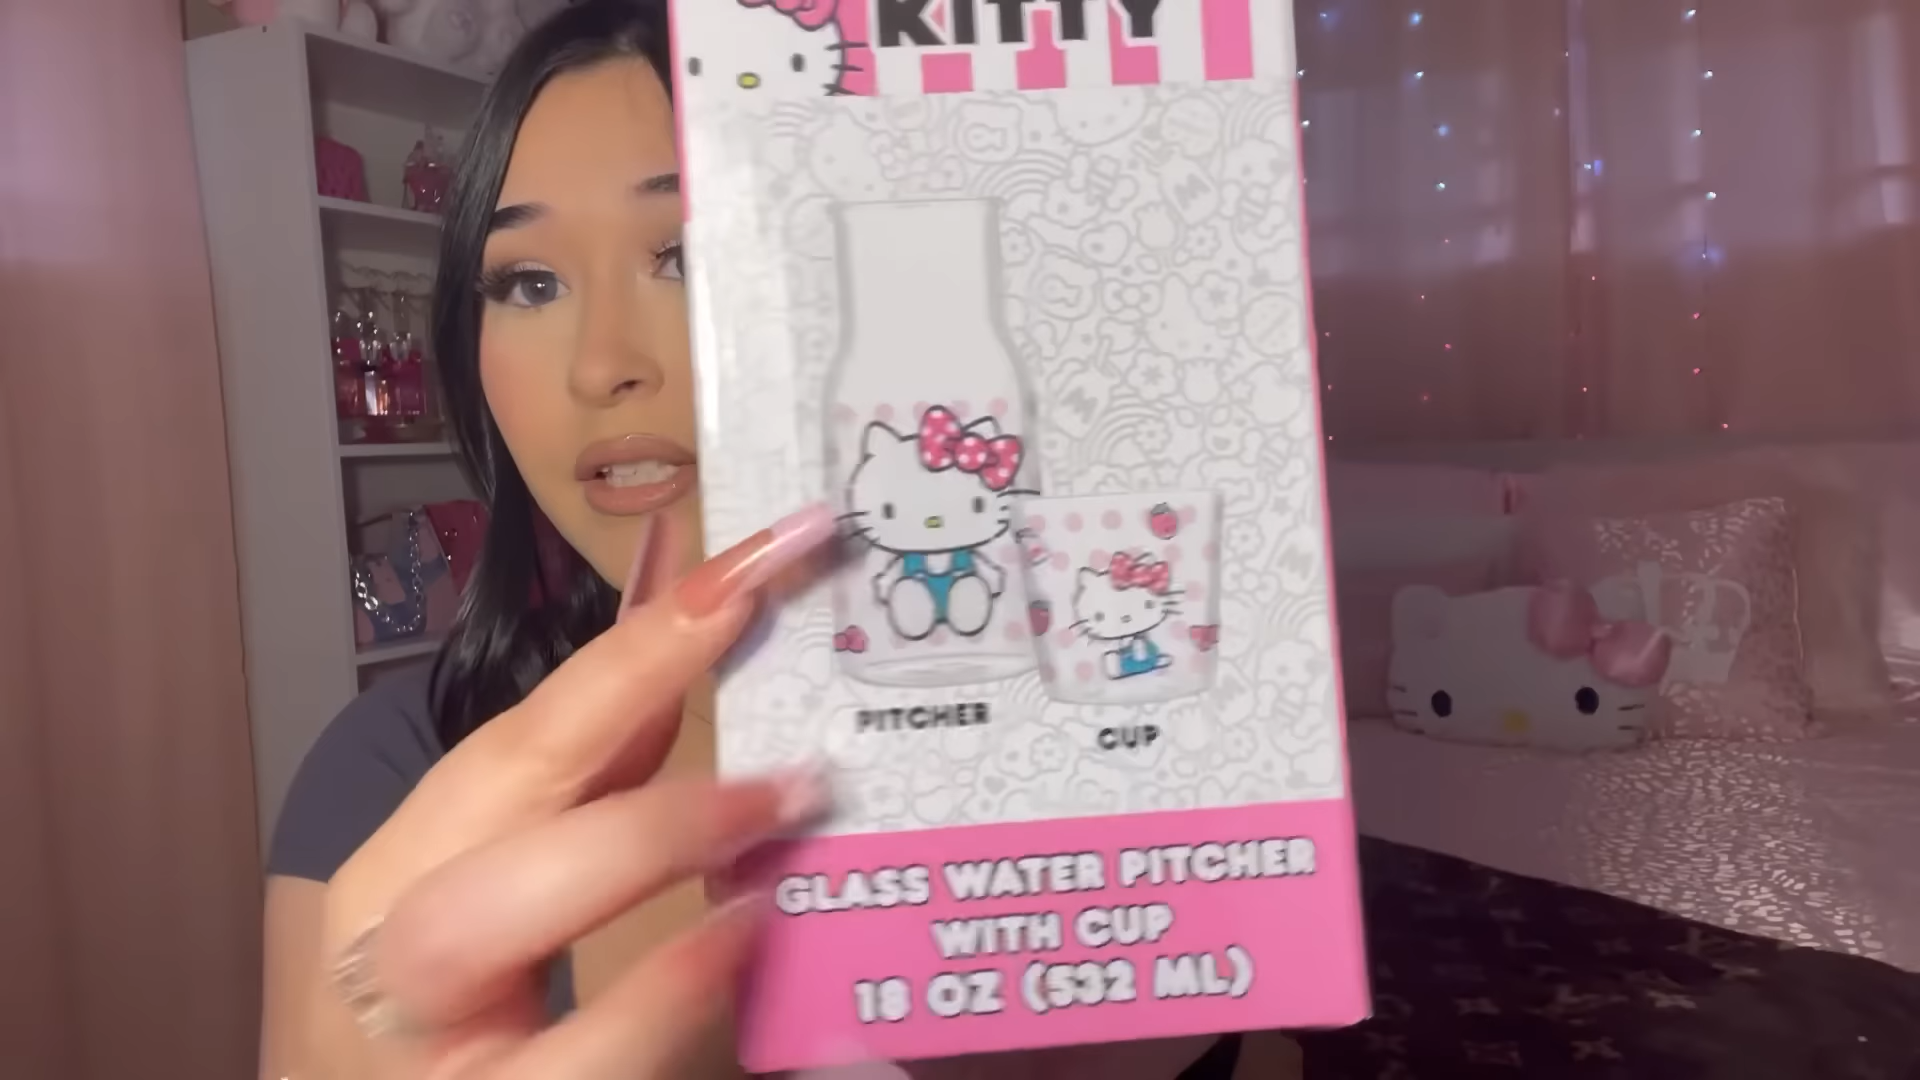 KITTY
PITCHER
CUP
GLASS WATER PITCHER
WITH CUP
18 OZ (532 ML)